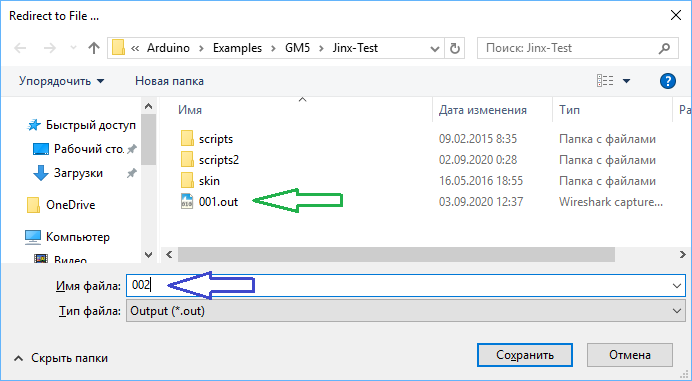 Redirect to File ...
« Arduino > Examples > GM5 > Jinx-Test
Поиск: Jinx-Test
Упорядочить Новая папка
Имя Дата изменения Тип Ра
Быстрый доступ
Рабочий сто.
Загрузки
OneDrive
Компьютер
Видео
scripts 09.02.2015 8:35 Папка с файлами
scripts2 02.09.2020 0:28 Папка с файлами
skin 16.05.2016 18:55 Папка с файлами
001.out 03.09.2020 12:37 Wireshark capture...
Имя файла: 002
Тип файла: Output (*.out)
Скрыть папки
Сохранить Отмена